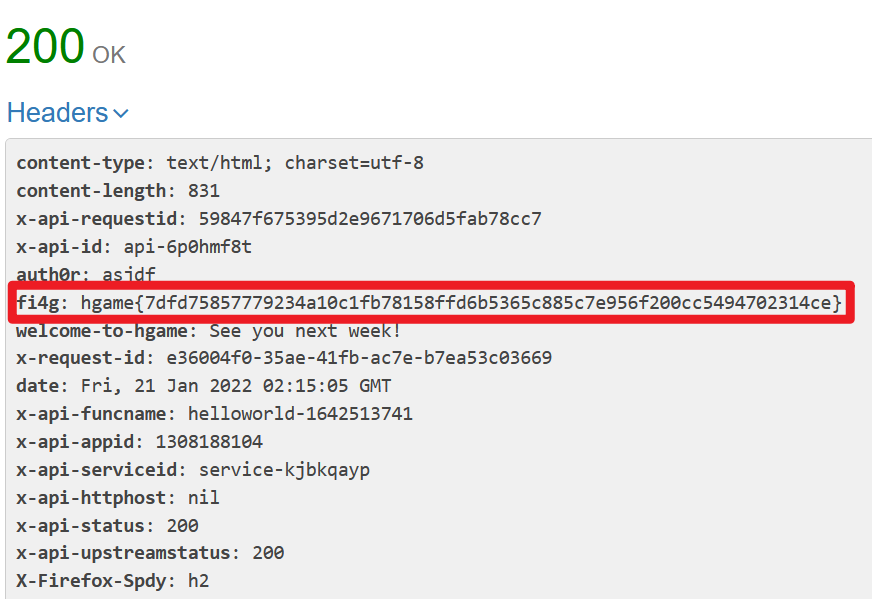 200 OK
Headers
content-type: text/html; charset=utf-8
content-length: 831
x-api-requestid: 59847f675395d2e9671706d5fab78cc7
x-api-id: api-6p0hmf8t
auth0r: asjdf
fi4g: hgame{7dfd75857779234a10c1fb78158ffd6b5365c885c7e956f200cc5494702314ce}
welcome-to-hgame: See you next week!
x-request-id: e36004f0-35ae-41fb-ac7e-b7ea53c03669
date: Fri, 21 Jan 2022 02:15:05 GMT
x-api-funcname: helloworld-1642513741
x-api-appid: 1308188104
x-api-serviceid: service-kjbkqayp
x-api-httphost: nil
x-api-status: 200
x-api-upstreamstatus: 200
X-Firefox-Spdy: h2